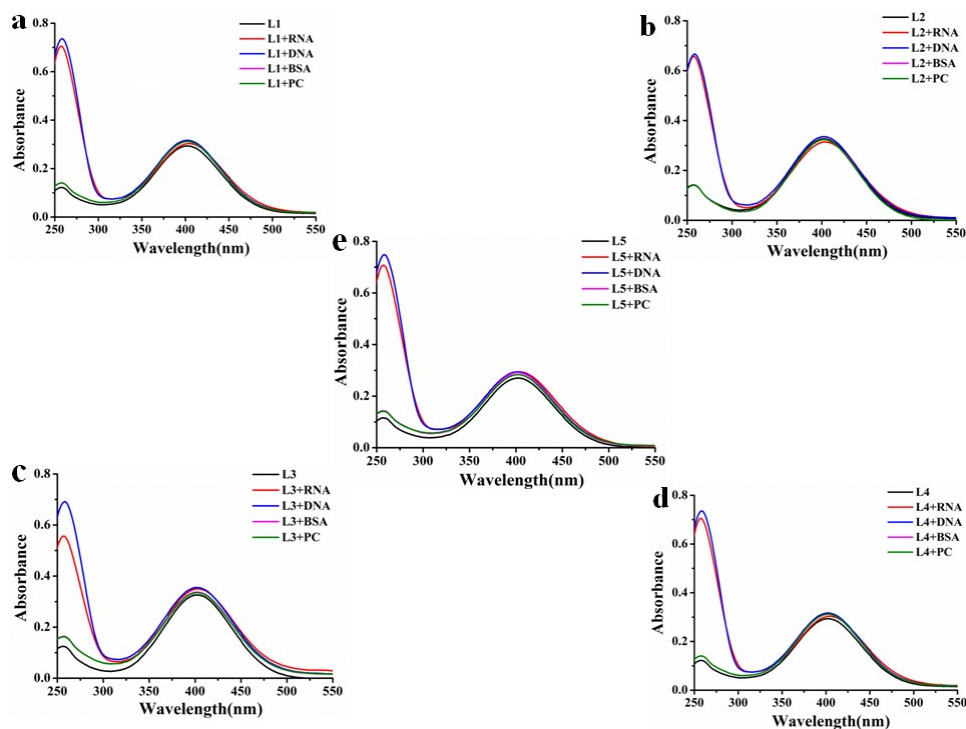 a
0.8
0.6
0.4
0.2
0.0
Absorbance
250 300 350 400 450 500 550
Wavelength(nm)
L1
L1+RNA
L1+DNA
L1+BSA
L1+PC
b
0.8
0.6
0.4
0.2
0.0
Absorbance
250 300 350 400 450 500 550
Wavelength(nm)
L2
L2+RNA
L2+DNA
L2+BSA
L2+PC
e
0.8
0.6
0.4
0.2
0.0
Absorbance
250 300 350 400 450 500 550
Wavelength(nm)
L5
L5+RNA
L5+DNA
L5+BSA
L5+PC
c
0.8
0.6
0.4
0.2
0.0
Absorbance
250 300 350 400 450 500 550
Wavelength(nm)
L3
L3+RNA
L3+DNA
L3+BSA
L3+PC
d
0.8
0.6
0.4
0.2
0.0
Absorbance
250 300 350 400 450 500 550
Wavelength(nm)
L4
L4+RNA
L4+DNA
L4+BSA
L4+PC